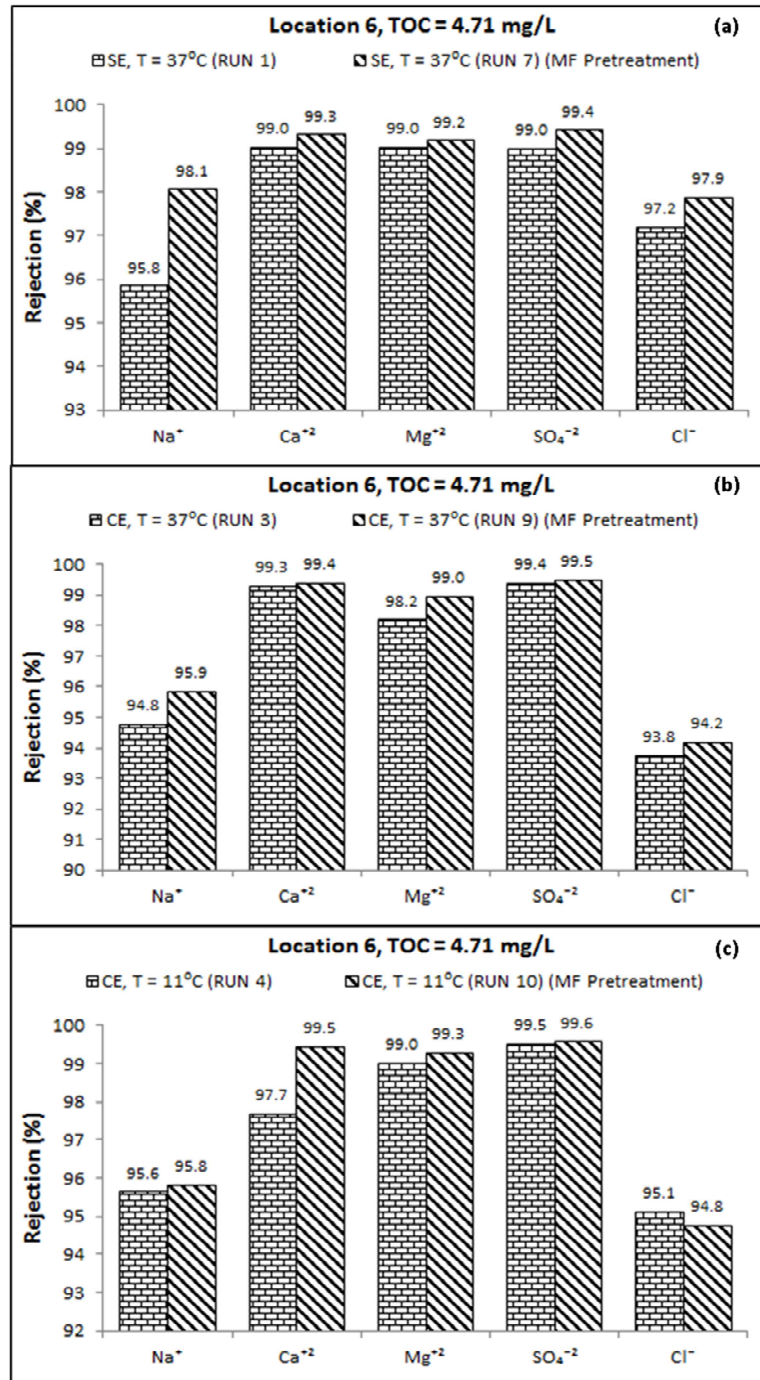 Location 6, TOC = 4.71 mg/L (a)
SE, T = 37⁰C (RUN 1) SE, T = 37⁰C (RUN 7) (MF Pretreatment)
Rejection (%)
100
99
98
97
96
95
94
93
95.8 98.1 99.0 99.3 99.0 99.2 99.0 99.4 97.2 97.9
Na⁺ Ca⁺² Mg⁺² SO₄⁻² Cl⁻
Location 6, TOC = 4.71 mg/L (b)
CE, T = 37⁰C (RUN 3) CE, T = 37⁰C (RUN 9) (MF Pretreatment)
Rejection (%)
100
99
98
97
96
95
94
93
92
91
90
94.8 95.9 99.3 99.4 98.2 99.0 99.4 99.5 93.8 94.2
Na⁺ Ca⁺² Mg⁺² SO₄⁻² Cl⁻
Location 6, TOC = 4.71 mg/L (c)
CE, T = 11⁰C (RUN 4) CE, T = 11⁰C (RUN 10) (MF Pretreatment)
Rejection (%)
100
99
98
97
96
95
94
93
92
95.6 95.8 97.7 99.5 99.0 99.3 99.5 99.6 95.1 94.8
Na⁺ Ca⁺² Mg⁺² SO₄⁻² Cl⁻